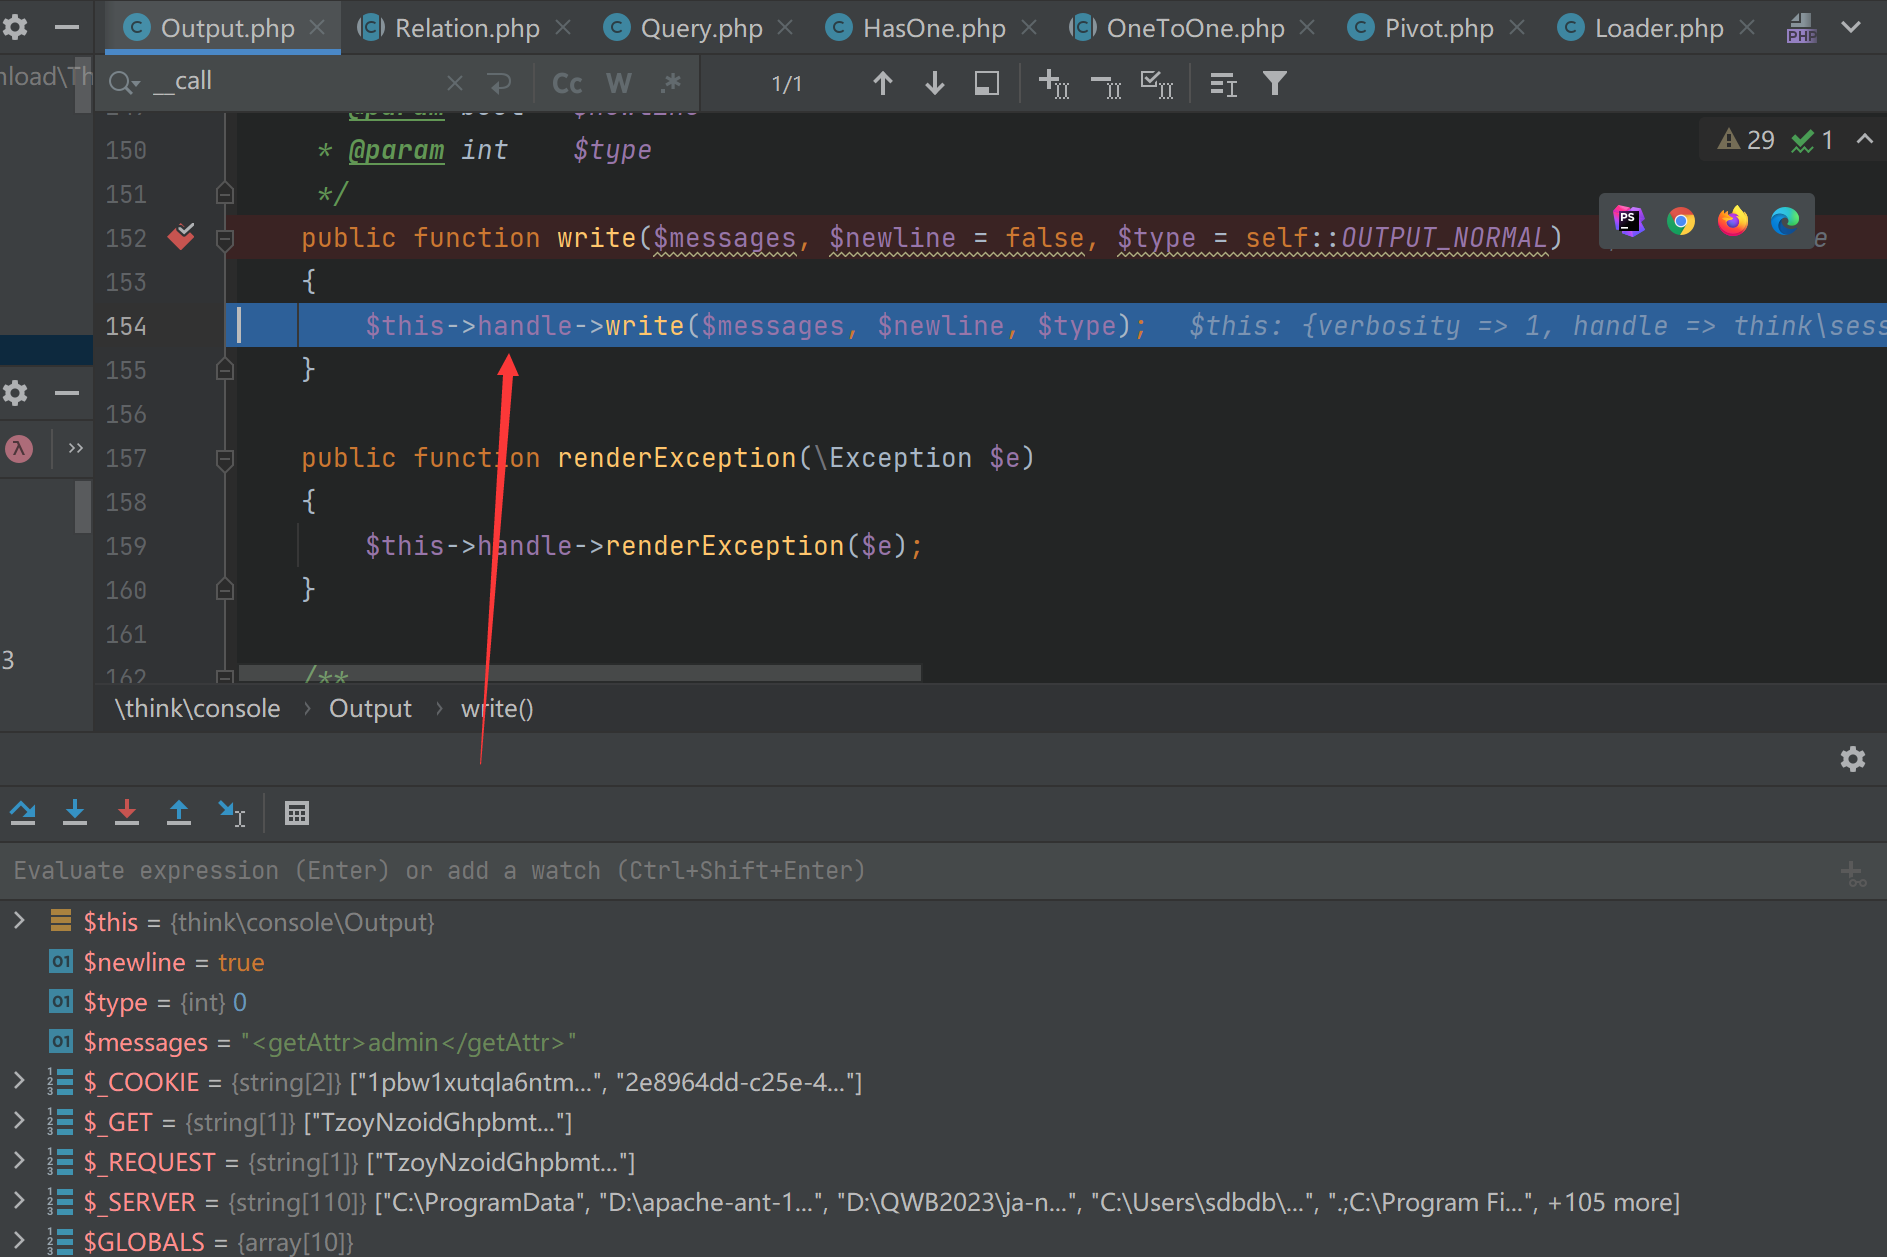 Output.php Relation.php Query.php HasOne.php OneToOne.php Pivot.php Loader.php
nload\Th
__call Cc W .* 1/1
150 * @param int $type
29 1
151 */
152 public function write($messages, $newline = false, $type = self::OUTPUT_NORMAL)
153 {
154 $this->handle->write($messages, $newline, $type); $this: {verbosity => 1, handle => think\sess
155 }
156
157 public function renderException(\Exception $e)
158 {
159 $this->handle->renderException($e);
160 }
161
3
162 /**
\think\console › Output › write()
Evaluate expression (Enter) or add a watch (Ctrl+Shift+Enter)
$this = {think\console\Output}
01 $newline = true
01 $type = {int} 0
01 $messages = "<getAttr>admin</getAttr>"
$_COOKIE = {string[2]} ["1pbw1xutqla6ntm...", "2e8964dd-c25e-4..."]
$_GET = {string[1]} ["TzoyNzoidGhpbmt..."]
$_REQUEST = {string[1]} ["TzoyNzoidGhpbmt..."]
$_SERVER = {string[110]} ["C:\ProgramData", "D:\apache-ant-1...", "D:\QWB2023\ja-n...", "C:\Users\sdbdb\...", ".;C:\Program Fi...", +105 more]
$GLOBALS = {array[10]}